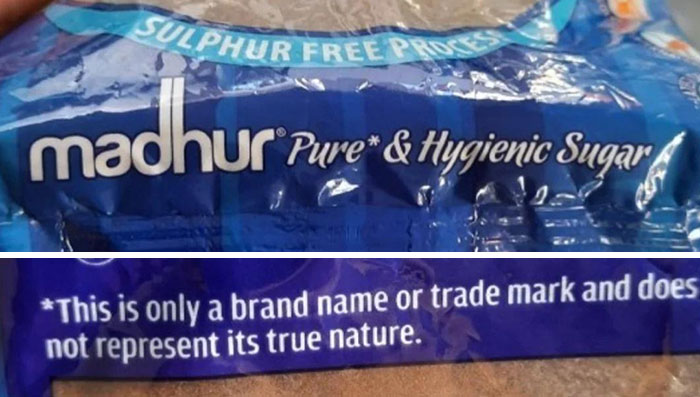 SULPHUR FREE PROCESS
madhur® Pure* & Hygienic Sugar
*This is only a brand name or trade mark and does
not represent its true nature.